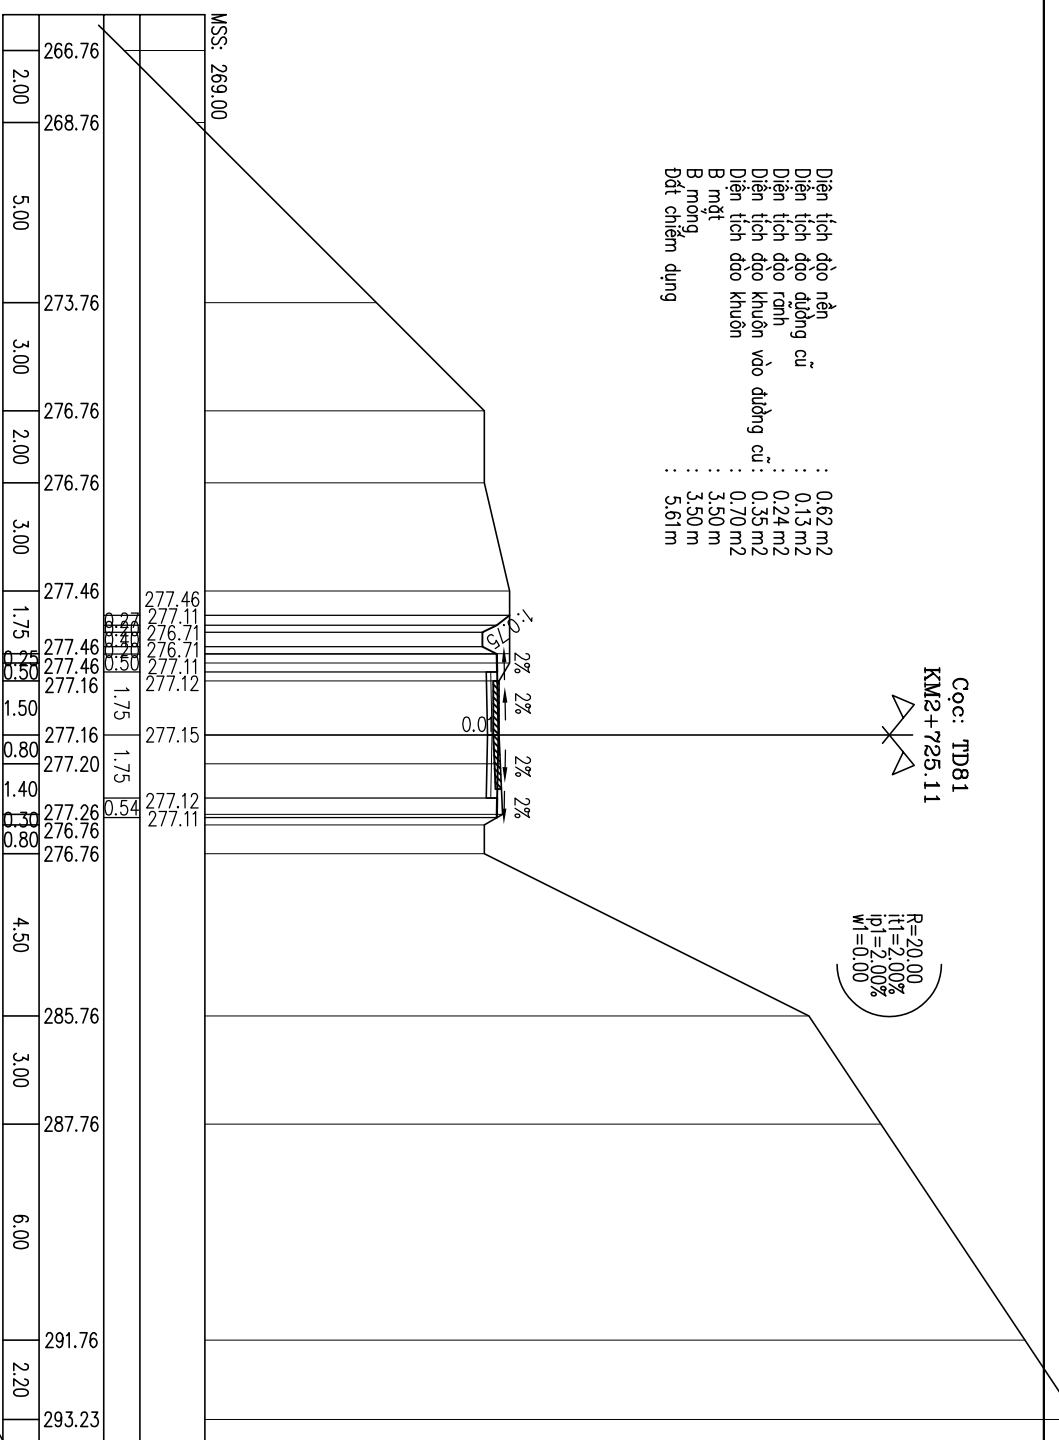 Cọc: TD81
KM2+725.11
R=20.00
it1=2.00%
ip1=2.00%
w1=0.00
Diện tích đào nền : 0.62 m2
Diện tích đào đường cũ : 0.13 m2
Diện tích đào rãnh : 0.24 m2
Diện tích đào khuôn vào đường cũ : 0.35 m2
Diện tích đào khuôn : 0.70 m2
B mặt : 3.50 m
B móng : 3.50 m
Đất chiếm dụng : 5.61 m
1:0.75
2% 2% 2% 2%
MSS: 269.00
277.46 277.11 276.71 276.71 277.11 277.12 277.15 277.12 277.11
0.50 1.75 1.75 0.54
266.76 268.76 273.76 276.76 276.76 277.46 277.46 277.46 277.16 277.16 277.20 277.26 276.76 276.76 285.76 287.76 291.76 293.23
2.00 5.00 3.00 2.00 3.00 1.75 0.25 0.50 1.50 0.80 1.40 0.30 0.80 4.50 3.00 6.00 2.20